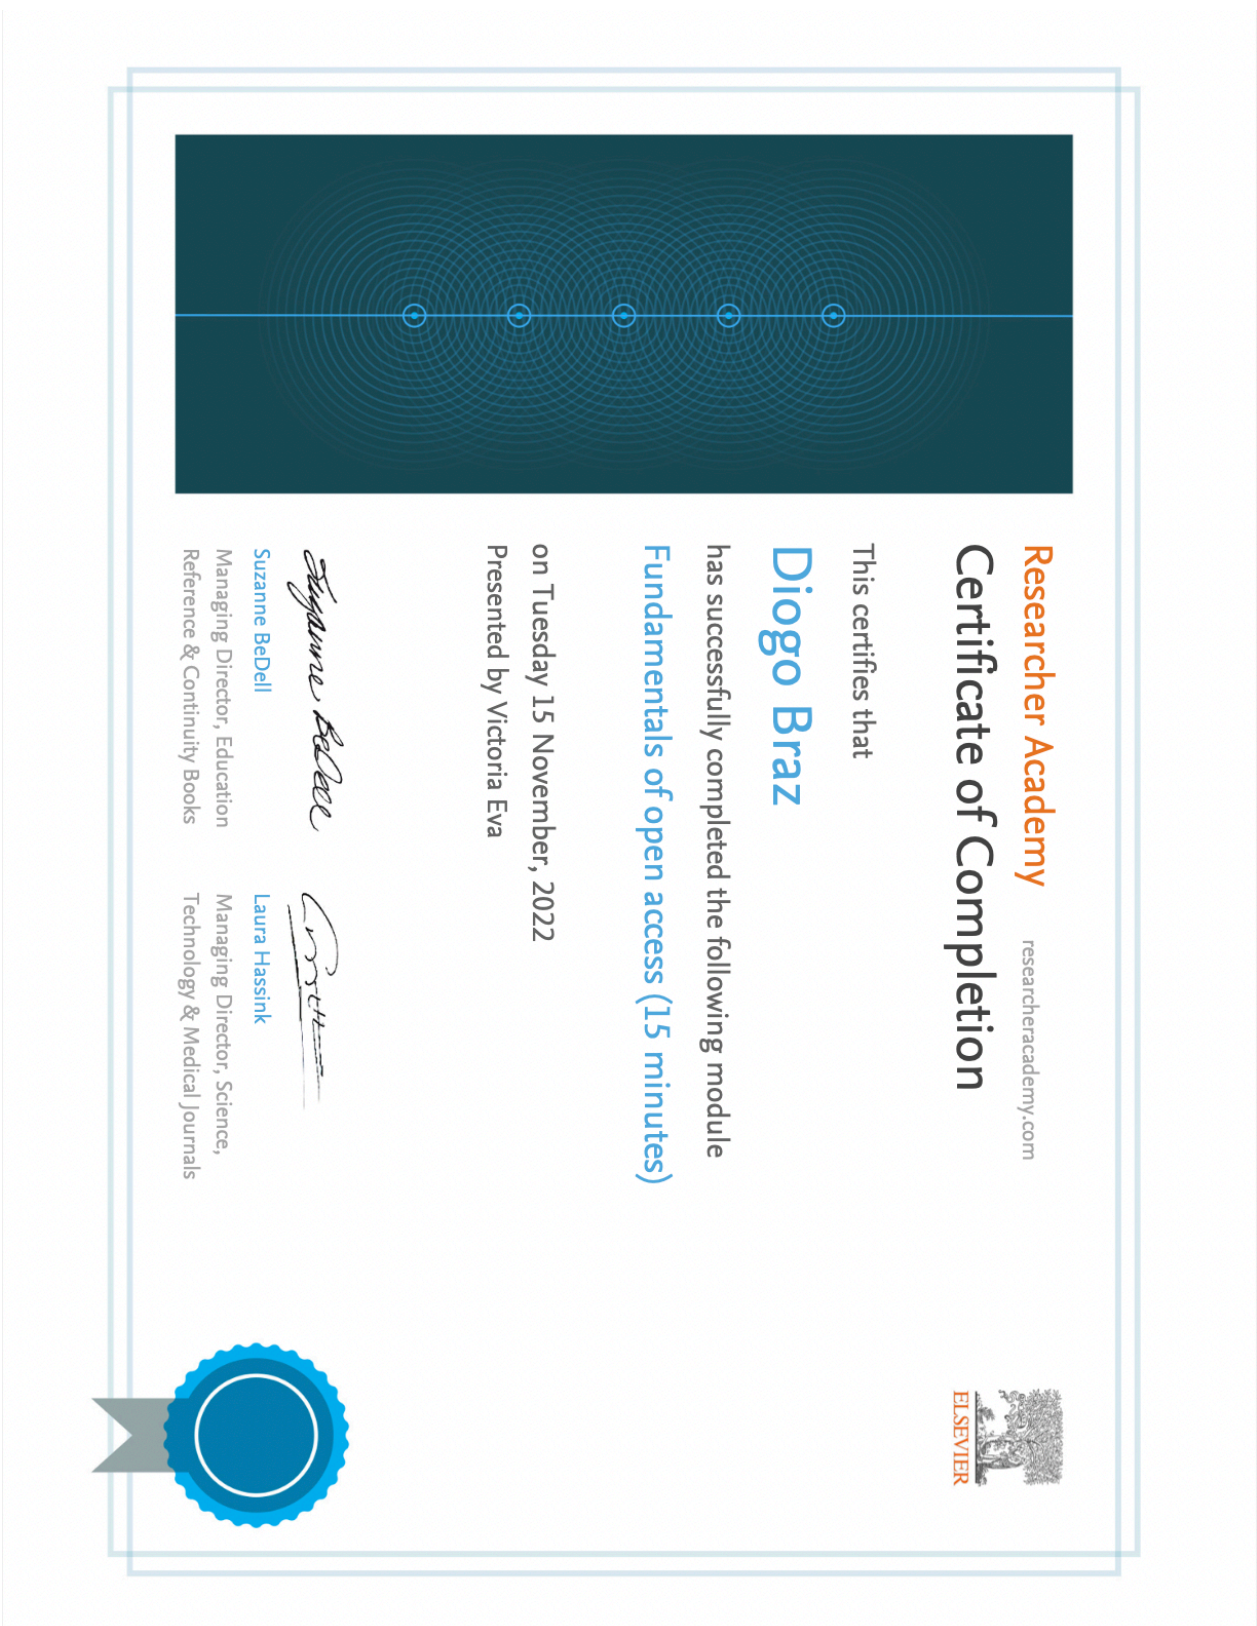 Researcher Academy researcheracademy.com
Certificate of Completion
This certifies that
Diogo Braz
has successfully completed the following module
Fundamentals of open access (15 minutes)
on Tuesday 15 November, 2022
Presented by Victoria Eva
Suzanne BeDell
Suzanne BeDell
Managing Director, Education
Reference & Continuity Books
Laura Hassink
Managing Director, Science,
Technology & Medical Journals
ELSEVIER